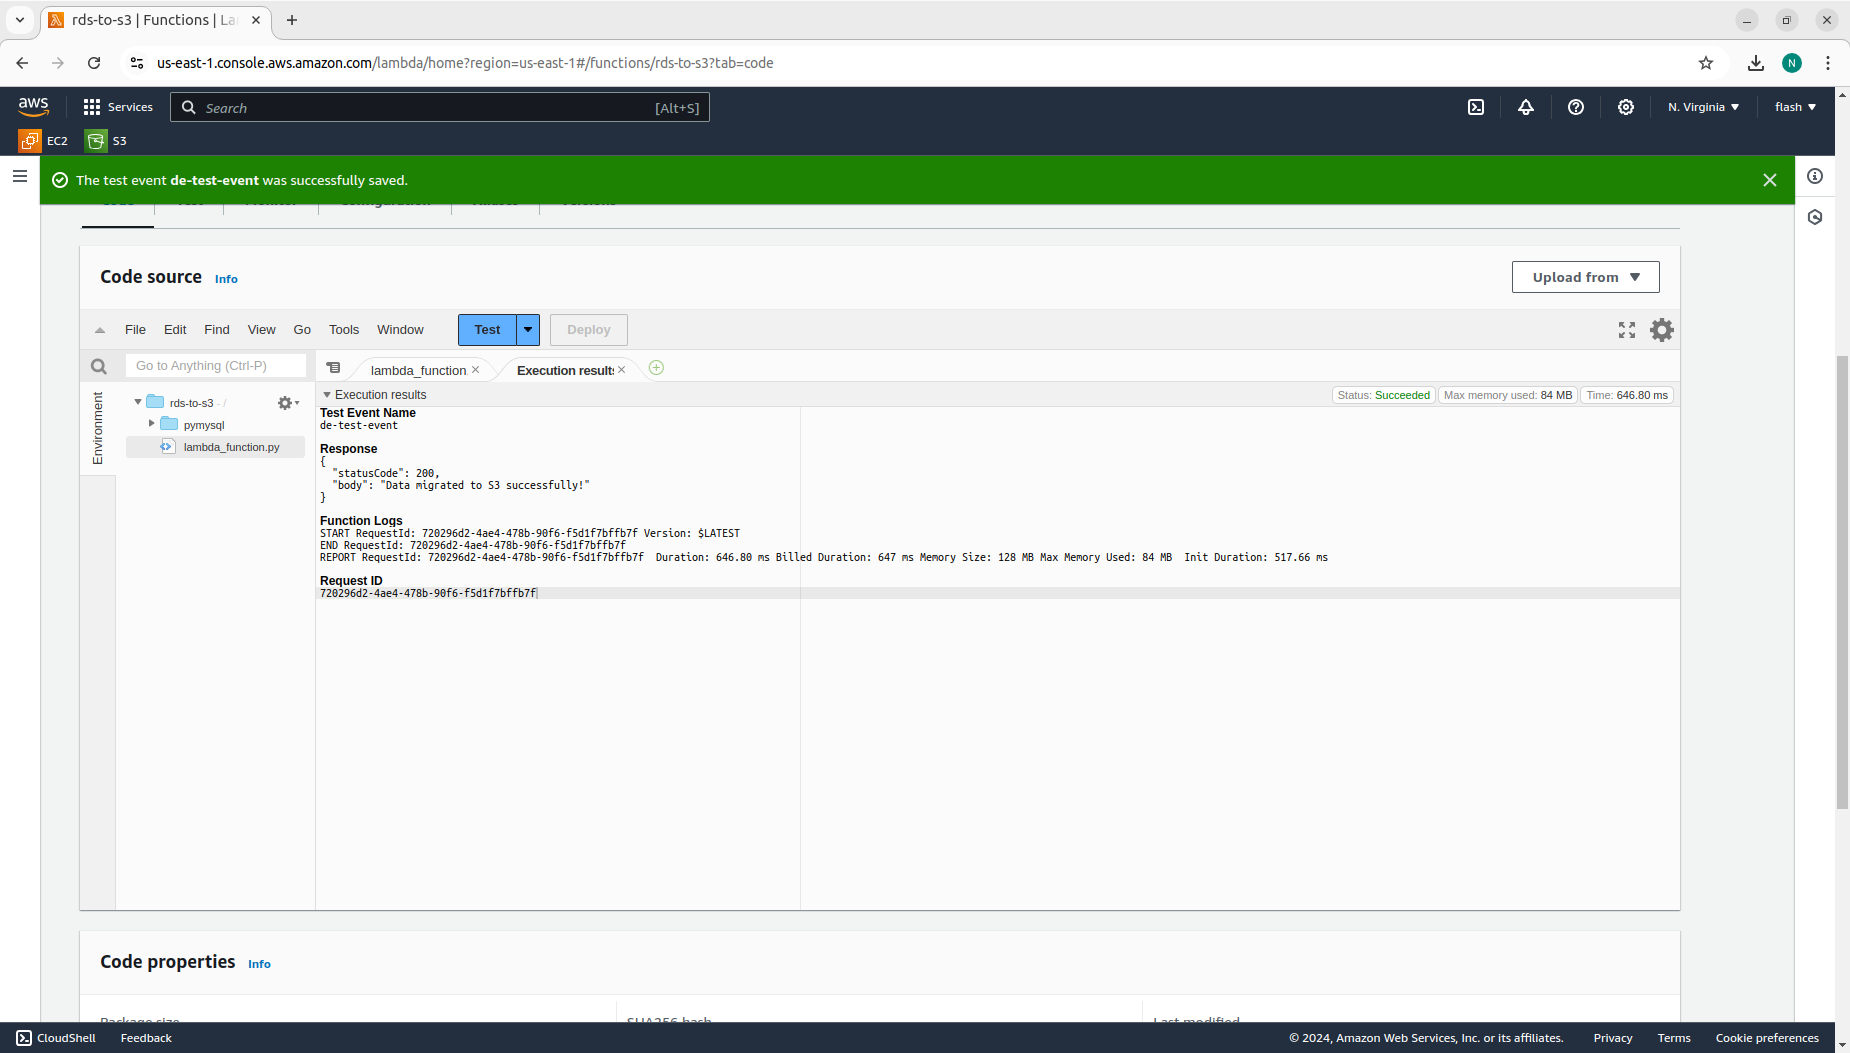 rds-to-s3 | Functions | La
us-east-1.console.aws.amazon.com/lambda/home?region=us-east-1#/functions/rds-to-s3?tab=code
N
aws
Services
Search
[Alt+S]
N. Virginia
flash
EC2
S3
The test event de-test-event was successfully saved.
Code source
Info
Upload from
File
Edit
Find
View
Go
Tools
Window
Test
Deploy
Go to Anything (Ctrl-P)
lambda_function
Execution results
Environment
rds-to-s3 - /
pymysql
lambda_function.py
Execution results
Status: Succeeded
Max memory used: 84 MB
Time: 646.80 ms
Test Event Name
de-test-event
Response
{
"statusCode": 200,
"body": "Data migrated to S3 successfully!"
}
Function Logs
START RequestId: 720296d2-4ae4-478b-90f6-f5d1f7bffb7f Version: $LATEST
END RequestId: 720296d2-4ae4-478b-90f6-f5d1f7bffb7f
REPORT RequestId: 720296d2-4ae4-478b-90f6-f5d1f7bffb7f Duration: 646.80 ms Billed Duration: 647 ms Memory Size: 128 MB Max Memory Used: 84 MB Init Duration: 517.66 ms
Request ID
720296d2-4ae4-478b-90f6-f5d1f7bffb7f
Code properties
Info
Package size
SHA256 hash
Last modified
CloudShell
Feedback
© 2024, Amazon Web Services, Inc. or its affiliates.
Privacy
Terms
Cookie preferences